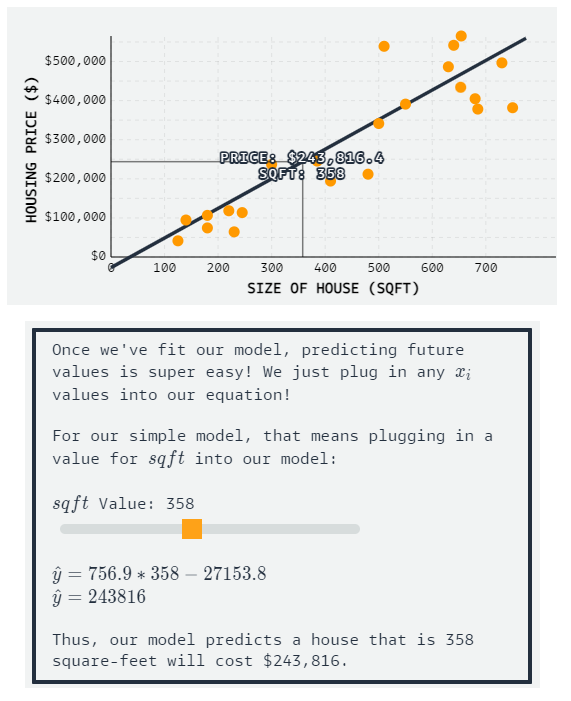 $500,000
$400,000
$300,000
$200,000
$100,000
$0
HOUSING PRICE ($)
PRICE: $243,816.4
SQFT: 358
0 100 200 300 400 500 600 700
SIZE OF HOUSE (SQFT)
Once we've fit our model, predicting future
values is super easy! We just plug in any xᵢ
values into our equation!
For our simple model, that means plugging in a
value for sqft into our model:
sqft Value: 358
ŷ = 756.9 ∗ 358 − 27153.8
ŷ = 243816
Thus, our model predicts a house that is 358
square-feet will cost $243,816.